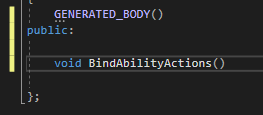 {
GENERATED_BODY()
public:
void BindAbilityActions()
};